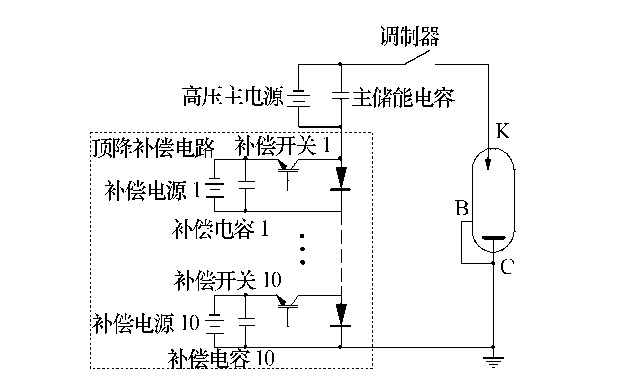 调制器
高压主电源
主储能电容
K
顶降补偿电路
补偿开关 1
补偿电源 1
B
补偿电容 1
C
补偿开关 10
补偿电源 10
补偿电容 10